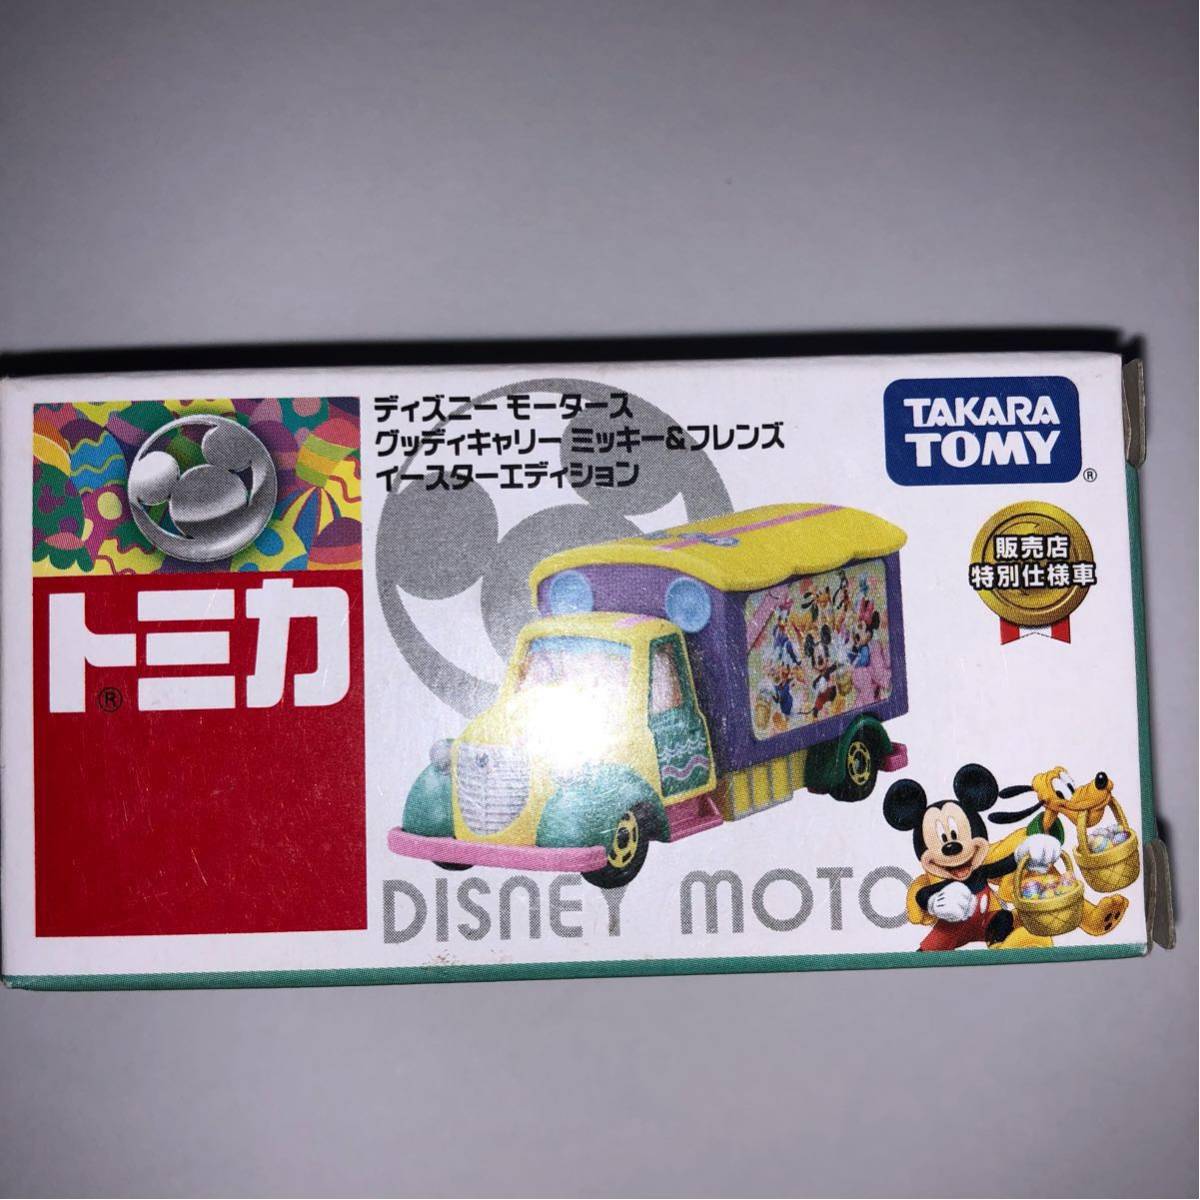 ディズニー モータース
グッディキャリー ミッキー&フレンズ
イースターエディション
TAKARA
TOMY
®
販売店
特別仕様車
トミカ
®
DISNEY MOTO